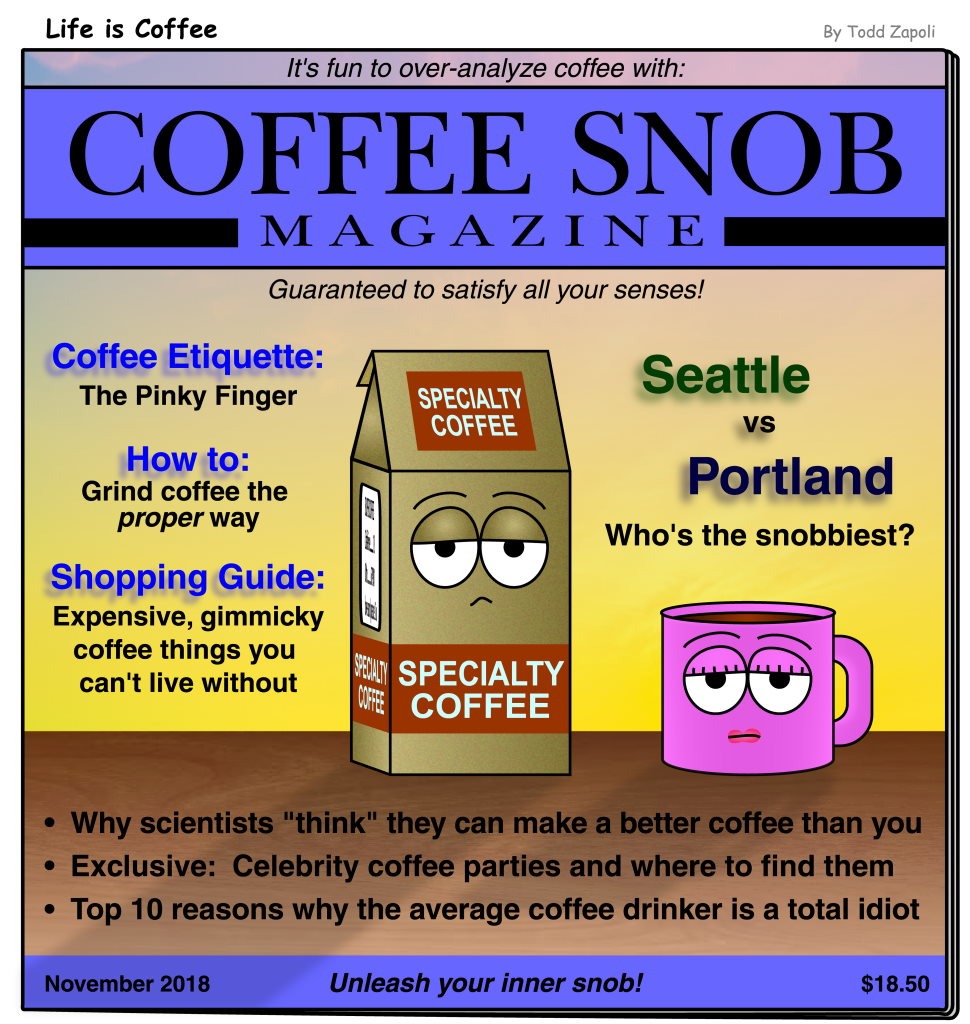 Life is Coffee
By Todd Zapoli
It's fun to over-analyze coffee with:
COFFEE SNOB
MAGAZINE
Guaranteed to satisfy all your senses!
Coffee Etiquette:
The Pinky Finger
How to:
Grind coffee the
proper way
Shopping Guide:
Expensive, gimmicky
coffee things you
can't live without
SPECIALTY
COFFEE
SPECIALTY
COFFEE
SPECIALTY
COFFEE
Seattle
vs
Portland
Who's the snobbiest?
• Why scientists "think" they can make a better coffee than you
• Exclusive: Celebrity coffee parties and where to find them
• Top 10 reasons why the average coffee drinker is a total idiot
November 2018
Unleash your inner snob!
$18.50